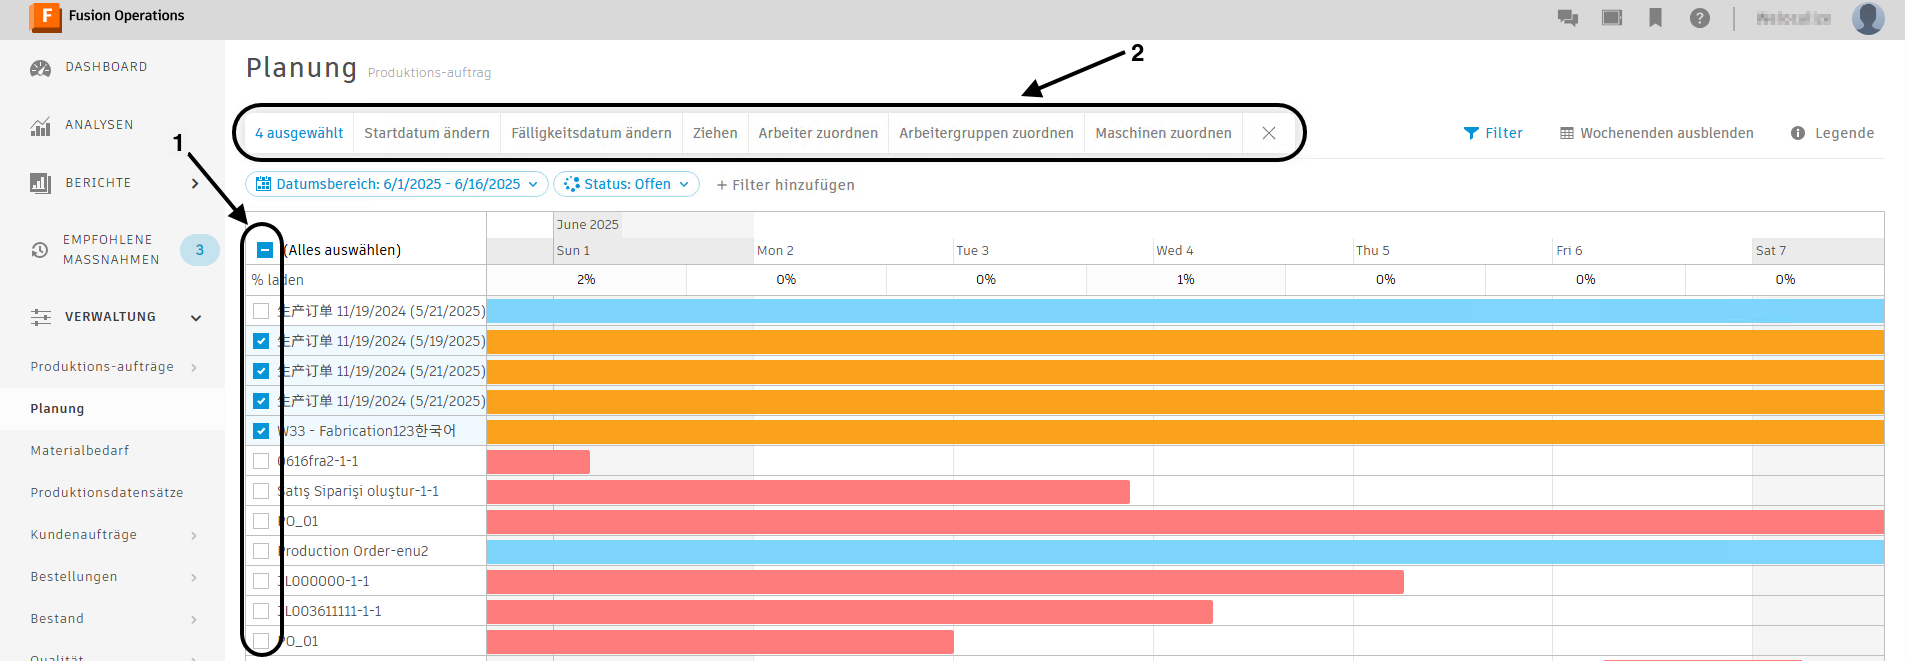 F Fusion Operations
2
DASHBOARD
Planung Produktions-auftrag
ANALYSEN
4 ausgewählt Startdatum ändern Fälligkeitsdatum ändern Ziehen Arbeiter zuordnen Arbeitergruppen zuordnen Maschinen zuordnen Filter Wochenenden ausblenden Legende
1
BERICHTE
Datumsbereich: 6/1/2025 - 6/16/2025 Status: Offen + Filter hinzufügen
June 2025
EMPFOHLENE
MASSNAHMEN
3
(Alles auswählen) Sun 1 Mon 2 Tue 3 Wed 4 Thu 5 Fri 6 Sat 7
% laden 2% 0% 0% 1% 0% 0% 0%
VERWALTUNG
生产订单 11/19/2024 (5/21/2025)
生产订单 11/19/2024 (5/19/2025)
Produktions-aufträge
生产订单 11/19/2024 (5/21/2025)
Planung
生产订单 11/19/2024 (5/21/2025)
W33 - Fabrication123한국어
Materialbedarf
0616fra2-1-1
Produktionsdatensätze
Satış Siparişi oluştur-1-1
PO_01
Kundenaufträge
Production Order-enu2
Bestellungen
JL000000-1-1
Bestand
JL003611111-1-1
PO_01
Qualität